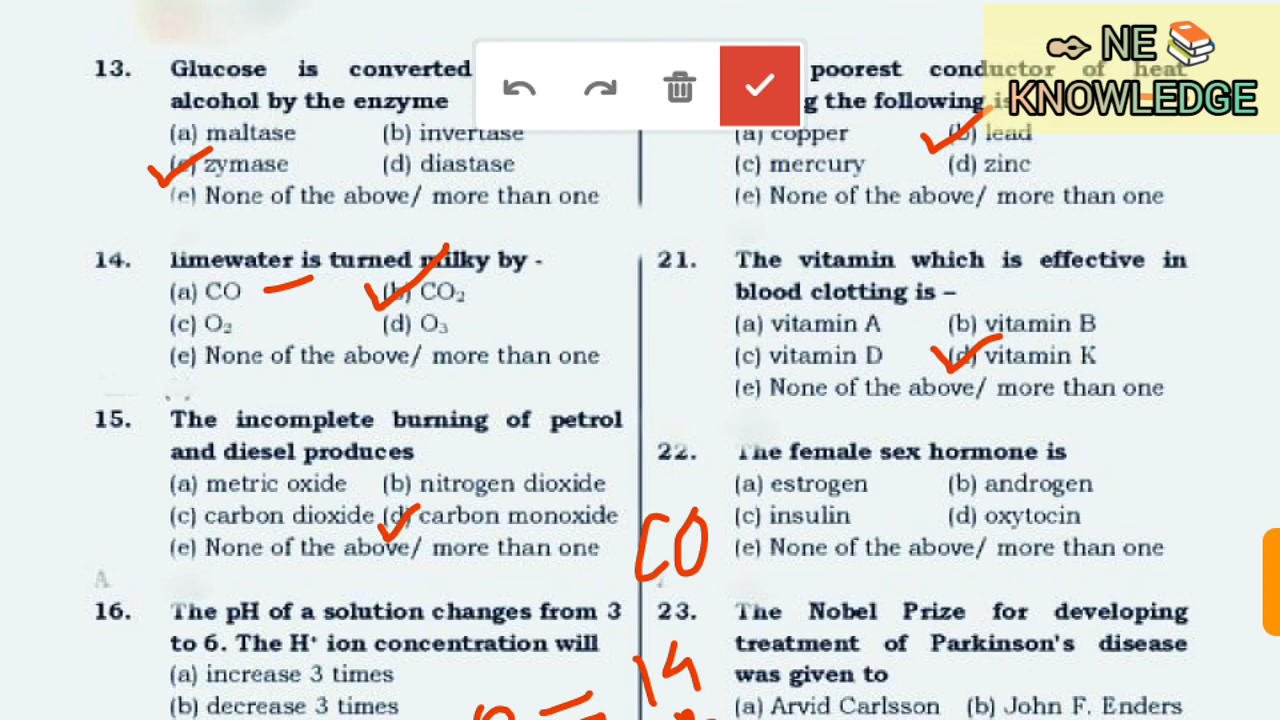 NE
KNOWLEDGE
13. Glucose is converted
alcohol by the enzyme
(a) maltase (b) invertase
(c) zymase (d) diastase
(e) None of the above/ more than one
14. limewater is turned milky by -
(a) CO (b) CO₂
(c) O₂ (d) O₃
(e) None of the above/ more than one
15. The incomplete burning of petrol
and diesel produces
(a) metric oxide (b) nitrogen dioxide
(c) carbon dioxide (d) carbon monoxide
(e) None of the above/ more than one
A
16. The pH of a solution changes from 3
to 6. The H⁺ ion concentration will
(a) increase 3 times
(b) decrease 3 times
CO
14
=
poorest conductor of heat
the following is
(a) copper (b) lead
(c) mercury (d) zinc
(e) None of the above/ more than one
21. The vitamin which is effective in
blood clotting is –
(a) vitamin A (b) vitamin B
(c) vitamin D (d) vitamin K
(e) None of the above/ more than one
22. The female sex hormone is
(a) estrogen (b) androgen
(c) insulin (d) oxytocin
(e) None of the above/ more than one
23. The Nobel Prize for developing
treatment of Parkinson's disease
was given to
(a) Arvid Carlsson (b) John F. Enders